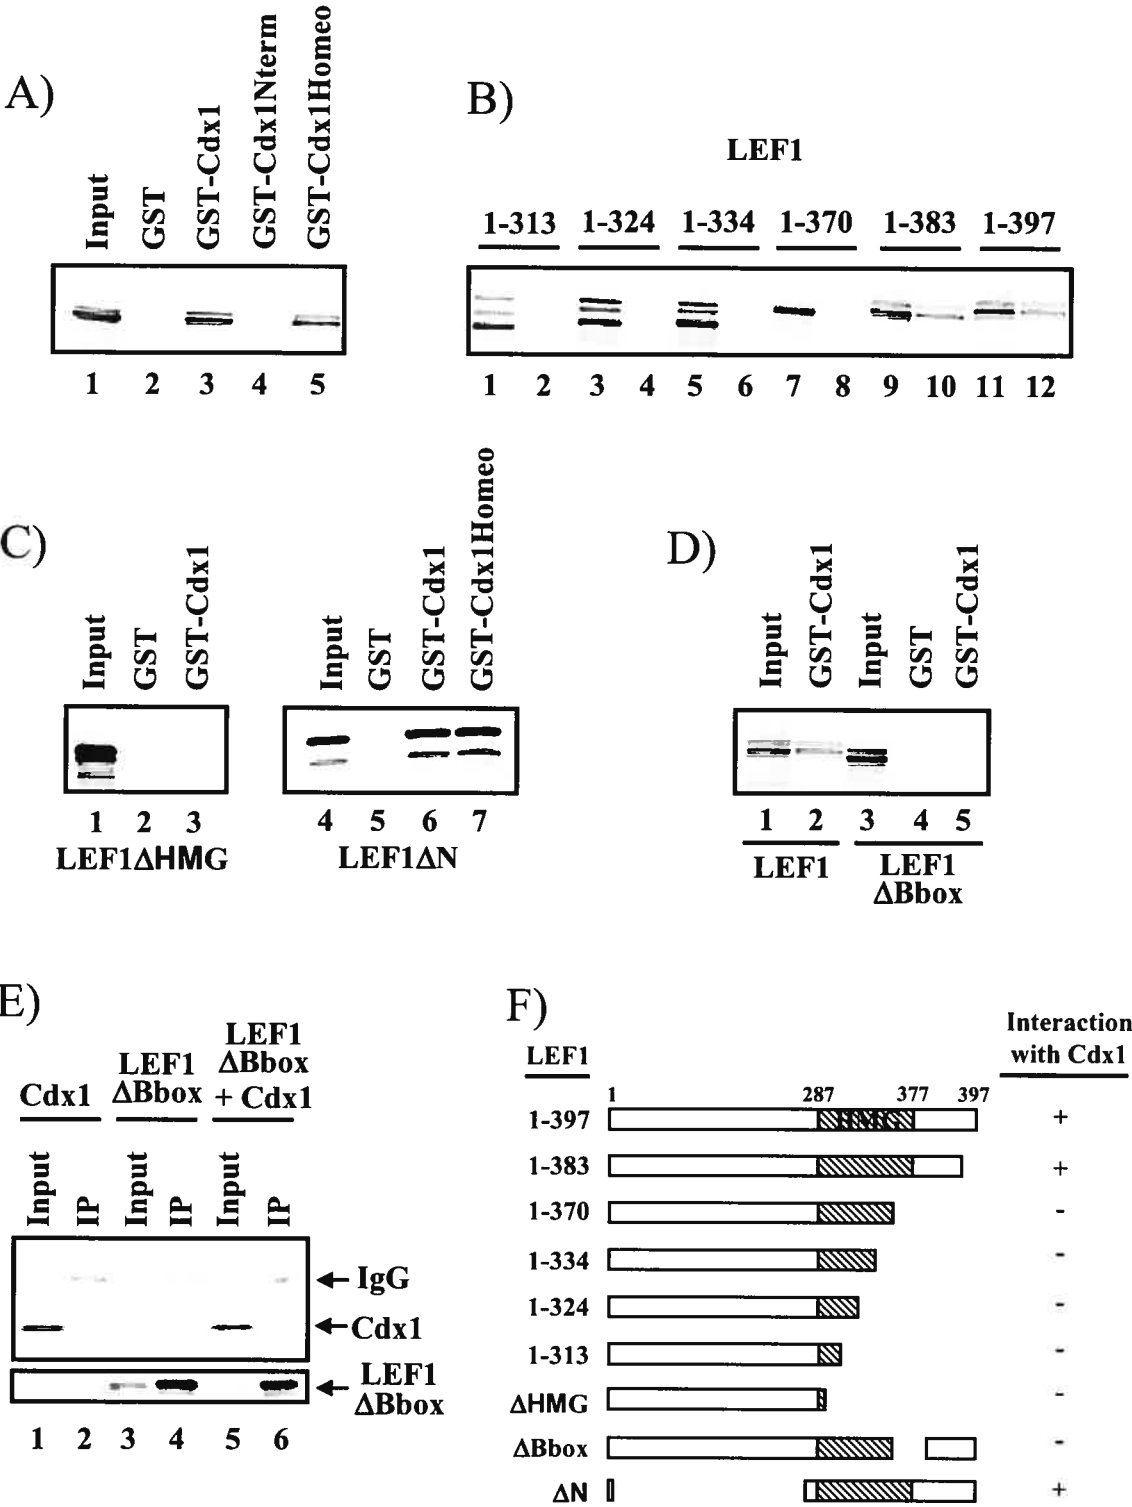 A)
Input
GST
GST-Cdx1
GST-Cdx1Nterm
GST-Cdx1Homeo
1 2 3 4 5
B)
LEF1
1-313 1-324 1-334 1-370 1-383 1-397
1 2 3 4 5 6 7 8 9 10 11 12
C)
Input
GST
GST-Cdx1
1 2 3
LEF1ΔHMG
Input
GST
GST-Cdx1
GST-Cdx1Homeo
4 5 6 7
LEF1ΔN
D)
Input
GST-Cdx1
Input
GST
GST-Cdx1
1 2 3 4 5
LEF1
LEF1
ΔBbox
E)
Cdx1
LEF1
ΔBbox
LEF1
ΔBbox
+ Cdx1
Input
IP
Input
IP
Input
IP
IgG
Cdx1
LEF1
ΔBbox
1 2 3 4 5 6
F)
LEF1
Interaction
with Cdx1
1 287 377 397
1-397 HMG +
1-383 +
1-370 -
1-334 -
1-324 -
1-313 -
ΔHMG -
ΔBbox -
ΔN +